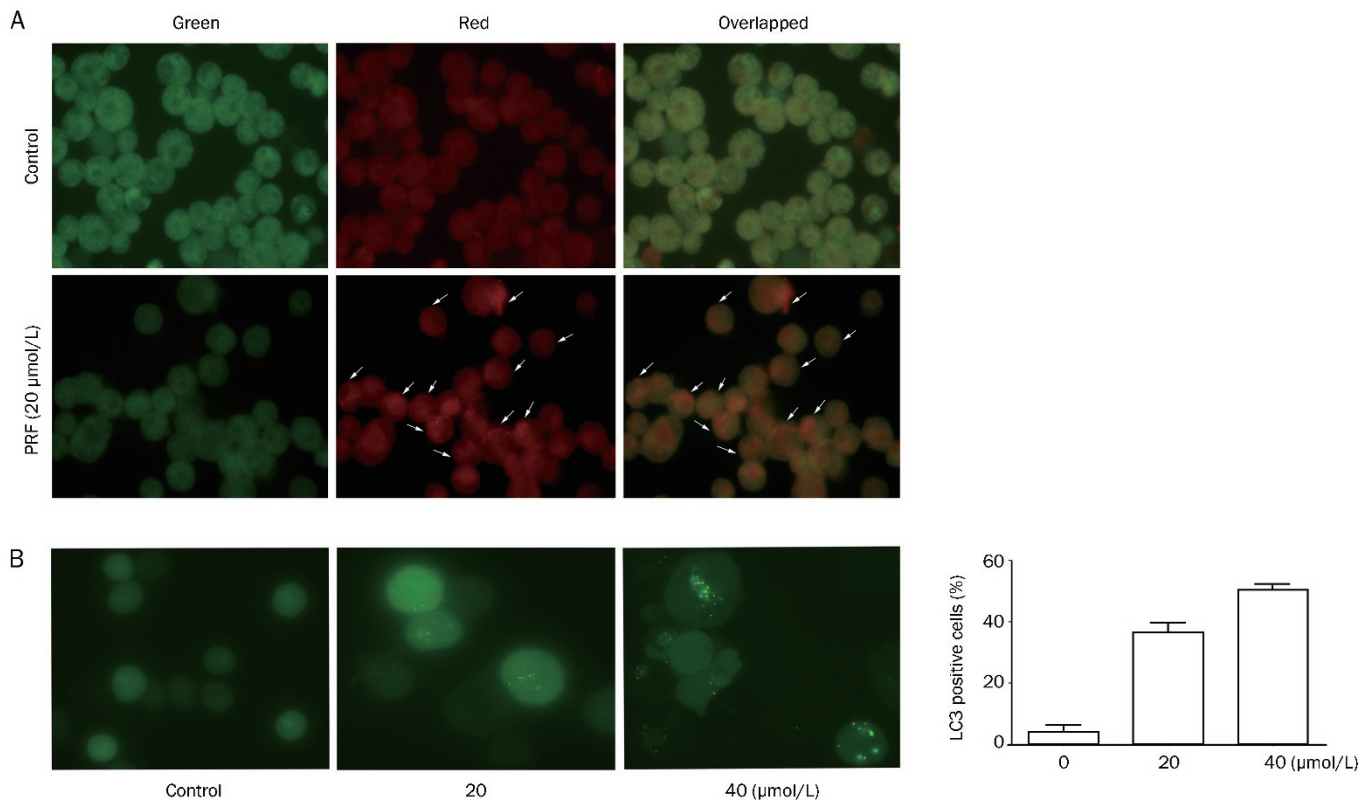 A
Green Red Overlapped
Control
PRF (20 μmol/L)
B
Control 20 40 (μmol/L)
LC3 positive cells (%)
60
40
20
0
0 20 40 (μmol/L)